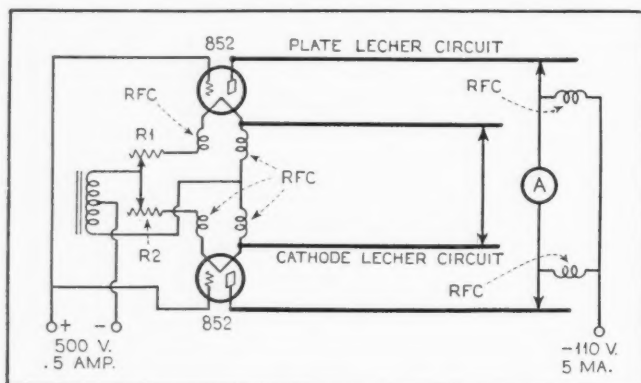 852
PLATE LECHER CIRCUIT
RFC
RFC
R1
A
RFC
R2
CATHODE LECHER CIRCUIT
RFC
852
+ -
500 V.
.5 AMP.
-110 V.
5 MA.